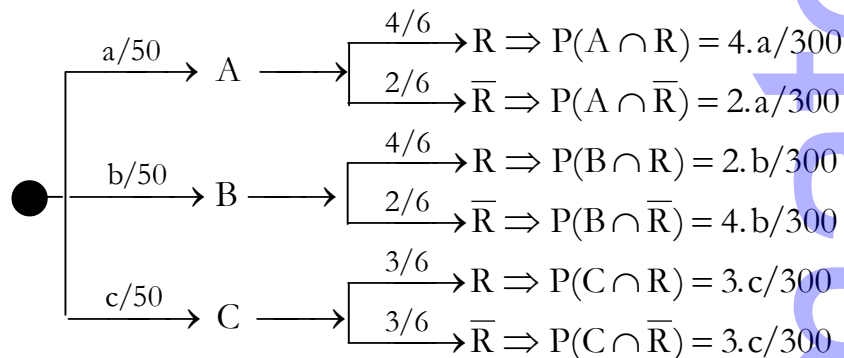 a/50 A 4/6 R ⇒ P(A ∩ R) = 4.a/300
2/6 R̅ ⇒ P(A ∩ R̅) = 2.a/300
b/50 B 4/6 R ⇒ P(B ∩ R) = 2.b/300
2/6 R̅ ⇒ P(B ∩ R̅) = 4.b/300
c/50 C 3/6 R ⇒ P(C ∩ R) = 3.c/300
3/6 R̅ ⇒ P(C ∩ R̅) = 3.c/300